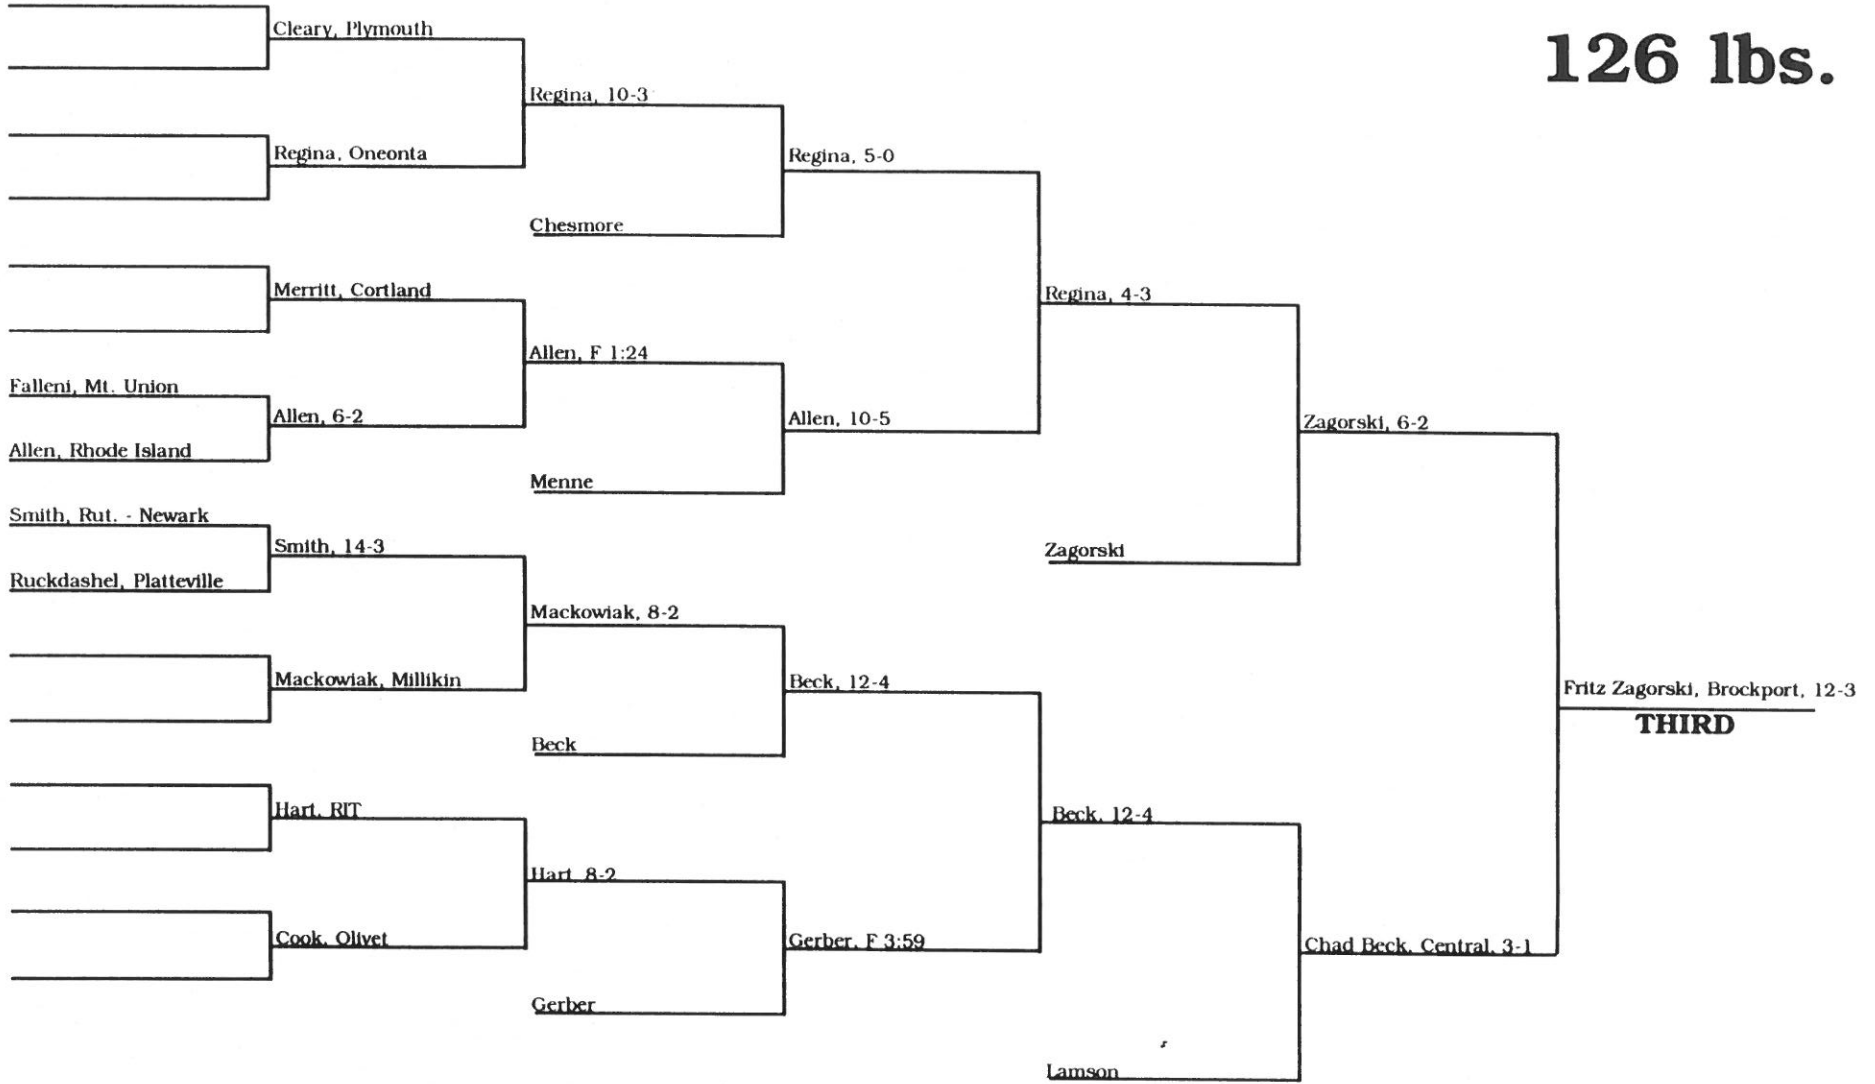 126 lbs.
Cleary, Plymouth
Regina, 10-3
Regina, Oneonta
Regina, 5-0
Chesmore
Merritt, Cortland
Regina, 4-3
Allen, F 1:24
Falleni, Mt. Union
Allen, 6-2
Allen, 10-5
Zagorski, 6-2
Allen, Rhode Island
Menne
Smith, Rut. - Newark
Smith, 14-3
Zagorski
Ruckdashel, Platteville
Mackowiak, 8-2
Mackowiak, Millikin
Beck, 12-4
Fritz Zagorski, Brockport, 12-3
THIRD
Beck
Hart, RIT
Beck, 12-4
Hart 8-2
Cook, Olivet
Gerber, F 3:59
Chad Beck, Central, 3-1
Gerber
Lamson